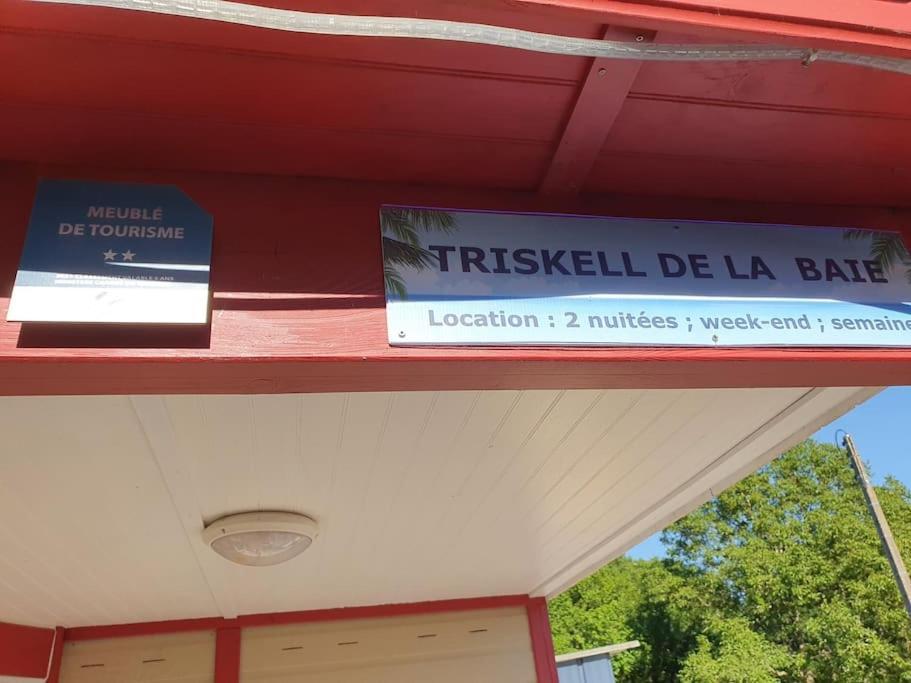 MEUBLÉ
DE TOURISME
TRISKELL DE LA BAIE
Location : 2 nuitées ; week-end ; semaine